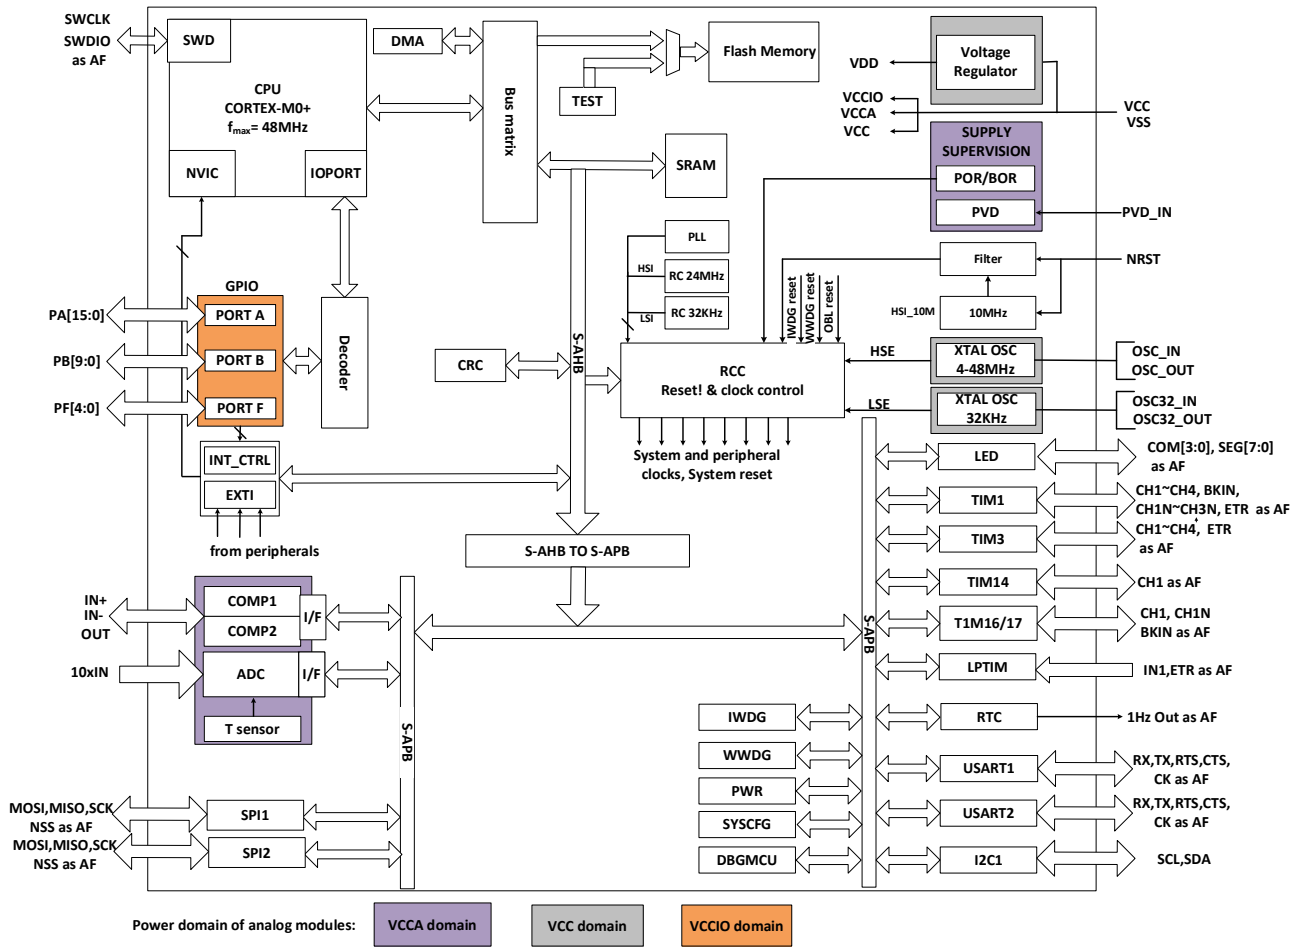 SWCLK
SWDIO
as AF
SWD
CPU
CORTEX-M0+
fmax= 48MHz
NVIC
IOPORT
DMA
Bus matrix
TEST
Flash Memory
SRAM
VDD
Voltage
Regulator
VCCIO
VCCA
VCC
VCC
VSS
SUPPLY
SUPERVISION
POR/BOR
PVD
PVD_IN
PLL
HSI
RC 24MHz
LSI
RC 32KHz
Filter
NRST
HSI_10M
10MHz
IWDG reset
WWDG reset
OBL reset
GPIO
PA[15:0]
PORT A
PB[9:0]
PORT B
PF[4:0]
PORT F
Decoder
CRC
S-AHB
RCC
Reset! & clock control
HSE
XTAL OSC
4-48MHz
OSC_IN
OSC_OUT
LSE
XTAL OSC
32KHz
OSC32_IN
OSC32_OUT
System and peripheral
clocks, System reset
INT_CTRL
EXTI
from peripherals
S-AHB TO S-APB
LED
COM[3:0], SEG[7:0]
as AF
TIM1
CH1~CH4, BKIN,
CH1N~CH3N, ETR as AF
TIM3
CH1~CH4, ETR
as AF
TIM14
CH1 as AF
T1M16/17
CH1, CH1N
BKIN as AF
LPTIM
IN1,ETR as AF
RTC
1Hz Out as AF
USART1
RX,TX,RTS,CTS,
CK as AF
USART2
RX,TX,RTS,CTS,
CK as AF
I2C1
SCL,SDA
S-APB
IWDG
WWDG
PWR
SYSCFG
DBGMCU
IN+
IN-
OUT
COMP1
COMP2
I/F
10xIN
ADC
I/F
T sensor
S-APB
MOSI,MISO,SCK
NSS as AF
SPI1
MOSI,MISO,SCK
NSS as AF
SPI2
Power domain of analog modules:
VCCA domain
VCC domain
VCCIO domain